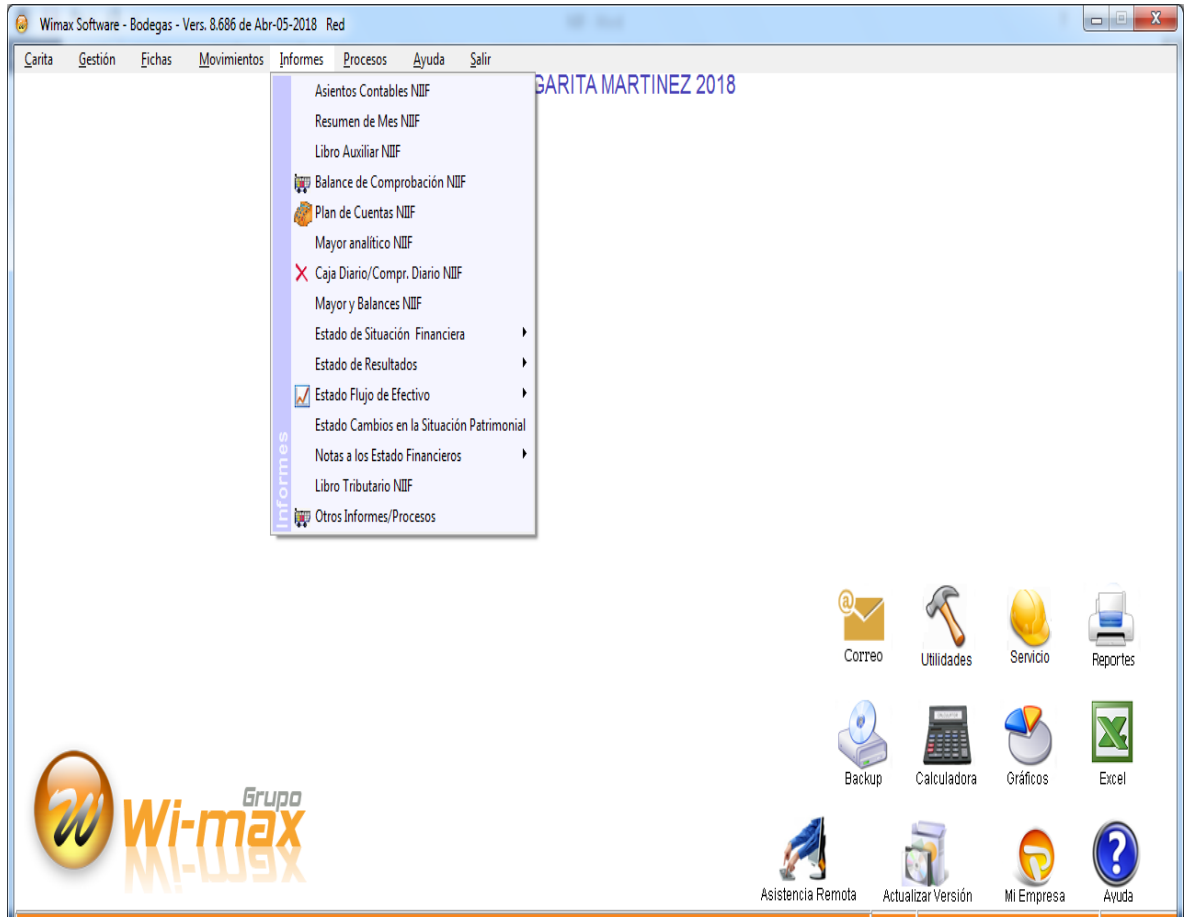 Wimax Software - Bodegas - Vers. 8.686 de Abr-05-2018 Red
Carita Gestión Fichas Movimientos Informes Procesos Ayuda Salir
GARITA MARTINEZ 2018
Asientos Contables NIIF
Resumen de Mes NIIF
Libro Auxiliar NIIF
Balance de Comprobación NIIF
Plan de Cuentas NIIF
Mayor analítico NIIF
Caja Diario/Compr. Diario NIIF
Mayor y Balances NIIF
Estado de Situación Financiera
Estado de Resultados
Estado Flujo de Efectivo
Estado Cambios en la Situación Patrimonial
Notas a los Estado Financieros
Libro Tributario NIIF
Otros Informes/Procesos
Informes
Correo Utilidades Servicio Reportes
Backup Calculadora Gráficos Excel
Grupo
Wi-max
Asistencia Remota Actualizar Versión Mi Empresa Ayuda